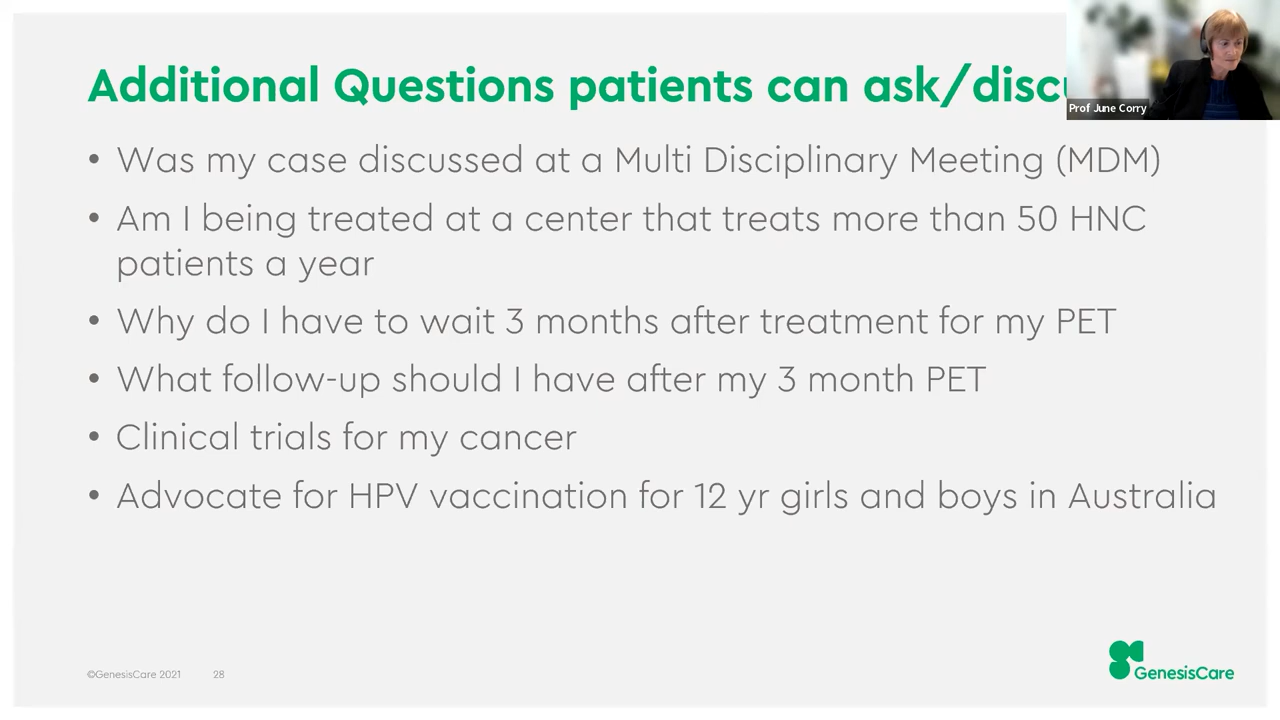 Additional Questions patients can ask/disc
Prof June Corry
• Was my case discussed at a Multi Disciplinary Meeting (MDM)
• Am I being treated at a center that treats more than 50 HNC
patients a year
• Why do I have to wait 3 months after treatment for my PET
• What follow-up should I have after my 3 month PET
• Clinical trials for my cancer
• Advocate for HPV vaccination for 12 yr girls and boys in Australia
©GenesisCare 2021 28
GenesisCare